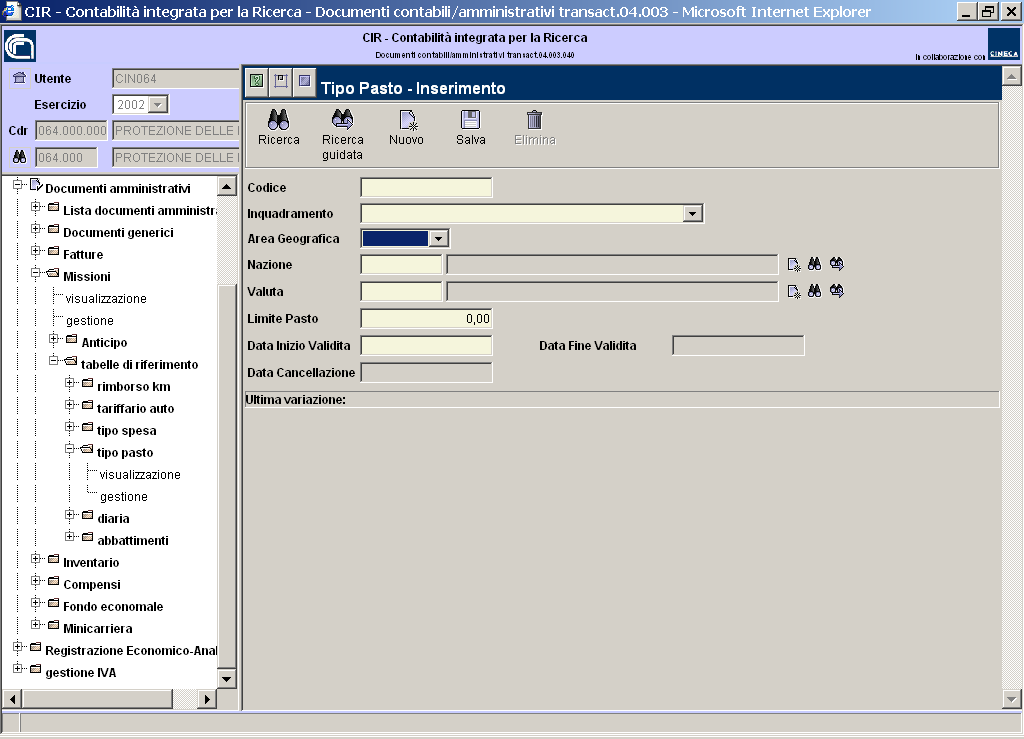 CIR - Contabilità integrata per la Ricerca - Documenti contabili/amministrativi transact.04.003 - Microsoft Internet Explorer
CIR - Contabilità integrata per la Ricerca
Documenti contabili/amministrativi transact.04.003.040
In collaborazione con CINECA
Utente CIN064
Esercizio 2002
Cdr 064.000.000 PROTEZIONE DELLE
064.000 PROTEZIONE DELLE
Documenti amministrativi
Lista documenti amministra
Documenti generici
Fatture
Missioni
visualizzazione
gestione
Anticipo
tabelle di riferimento
rimborso km
tariffario auto
tipo spesa
tipo pasto
visualizzazione
gestione
diaria
abbattimenti
Inventario
Compensi
Fondo economale
Minicarriera
Registrazione Economico-Anal
gestione IVA
Tipo Pasto - Inserimento
Ricerca
Ricerca guidata
Nuovo
Salva
Elimina
Codice
Inquadramento
Area Geografica
Nazione
Valuta
Limite Pasto 0,00
Data Inizio Validita Data Fine Validita
Data Cancellazione
Ultima variazione: